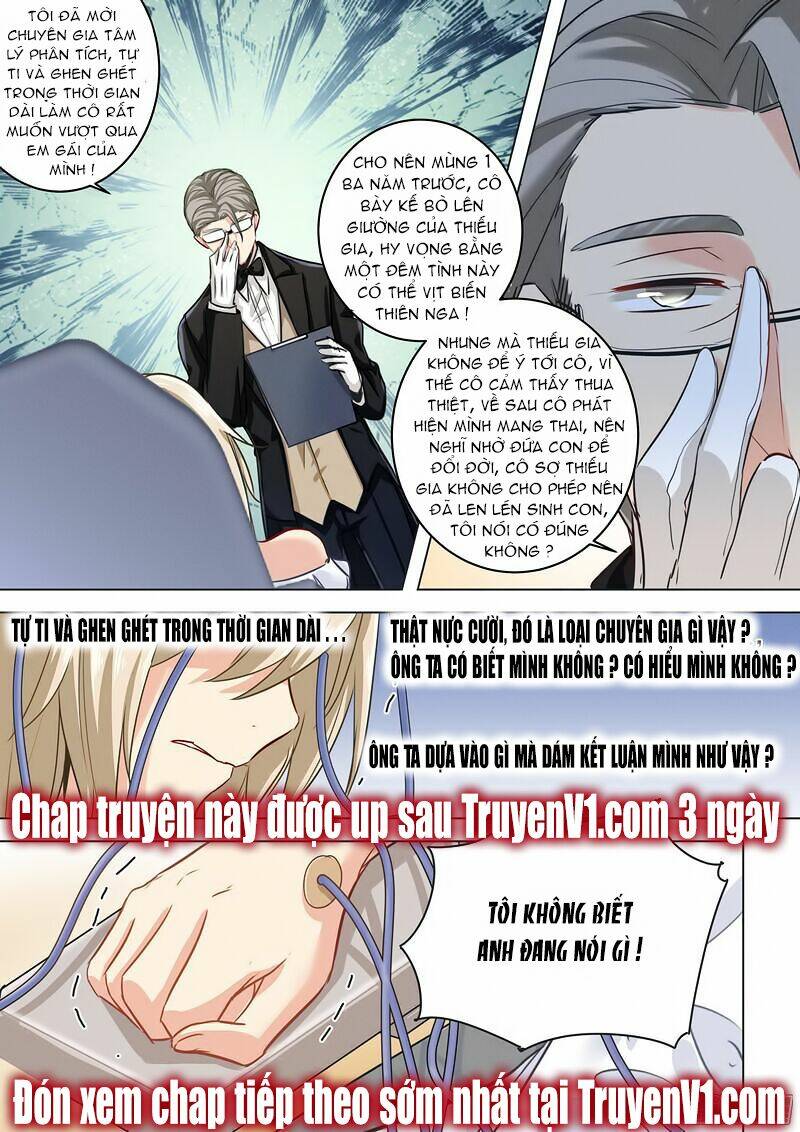 TÔI ĐÃ MỜI
CHUYÊN GIA TÂM
LÝ PHÂN TÍCH, TỰ
TI VÀ GHEN GHÉT
TRONG THỜI GIAN
DÀI LÀM CÔ RẤT
MUỐN VƯỢT QUA
EM GÁI CỦA
MÌNH !
CHO NÊN MÙNG 1
BA NĂM TRƯỚC, CÔ
BÀY KẾ BÒ LÊN
GIƯỜNG CỦA THIẾU
GIA, HY VỌNG BẰNG
MỘT ĐÊM TÌNH NÀY
CÓ THỂ VỊT BIẾN
THIÊN NGA !
NHƯNG MÀ THIẾU GIA
KHÔNG ĐỂ Ý TỚI CÔ, VÌ
THẾ CÔ CẢM THẤY THUA
THIỆT, VỀ SAU CÔ PHÁT
HIỆN MÌNH MANG THAI, NÊN
NGHĨ NHỜ ĐỨA CON ĐỂ
ĐỔI ĐỜI, CÔ SỢ THIẾU
GIA KHÔNG CHO PHÉP NÊN
ĐÃ LEN LÉN SINH CON,
TÔI NÓI CÓ ĐÚNG
KHÔNG ?
TỰ TI VÀ GHEN GHÉT TRONG THỜI GIAN DÀI . . .
THẬT NỰC CƯỜI, ĐÓ LÀ LOẠI CHUYÊN GIA GÌ VẬY ?
ÔNG TA CÓ BIẾT MÌNH KHÔNG ? CÓ HIỂU MÌNH KHÔNG ?
ÔNG TA DỰA VÀO GÌ MÀ DÁM KẾT LUẬN MÌNH NHƯ VẬY ?
Chap truyện này được up sau TruyenV1.com 3 ngày
TÔI KHÔNG BIẾT
ANH ĐANG NÓI GÌ !
Đón xem chap tiếp theo sớm nhất tại TruyenV1.com